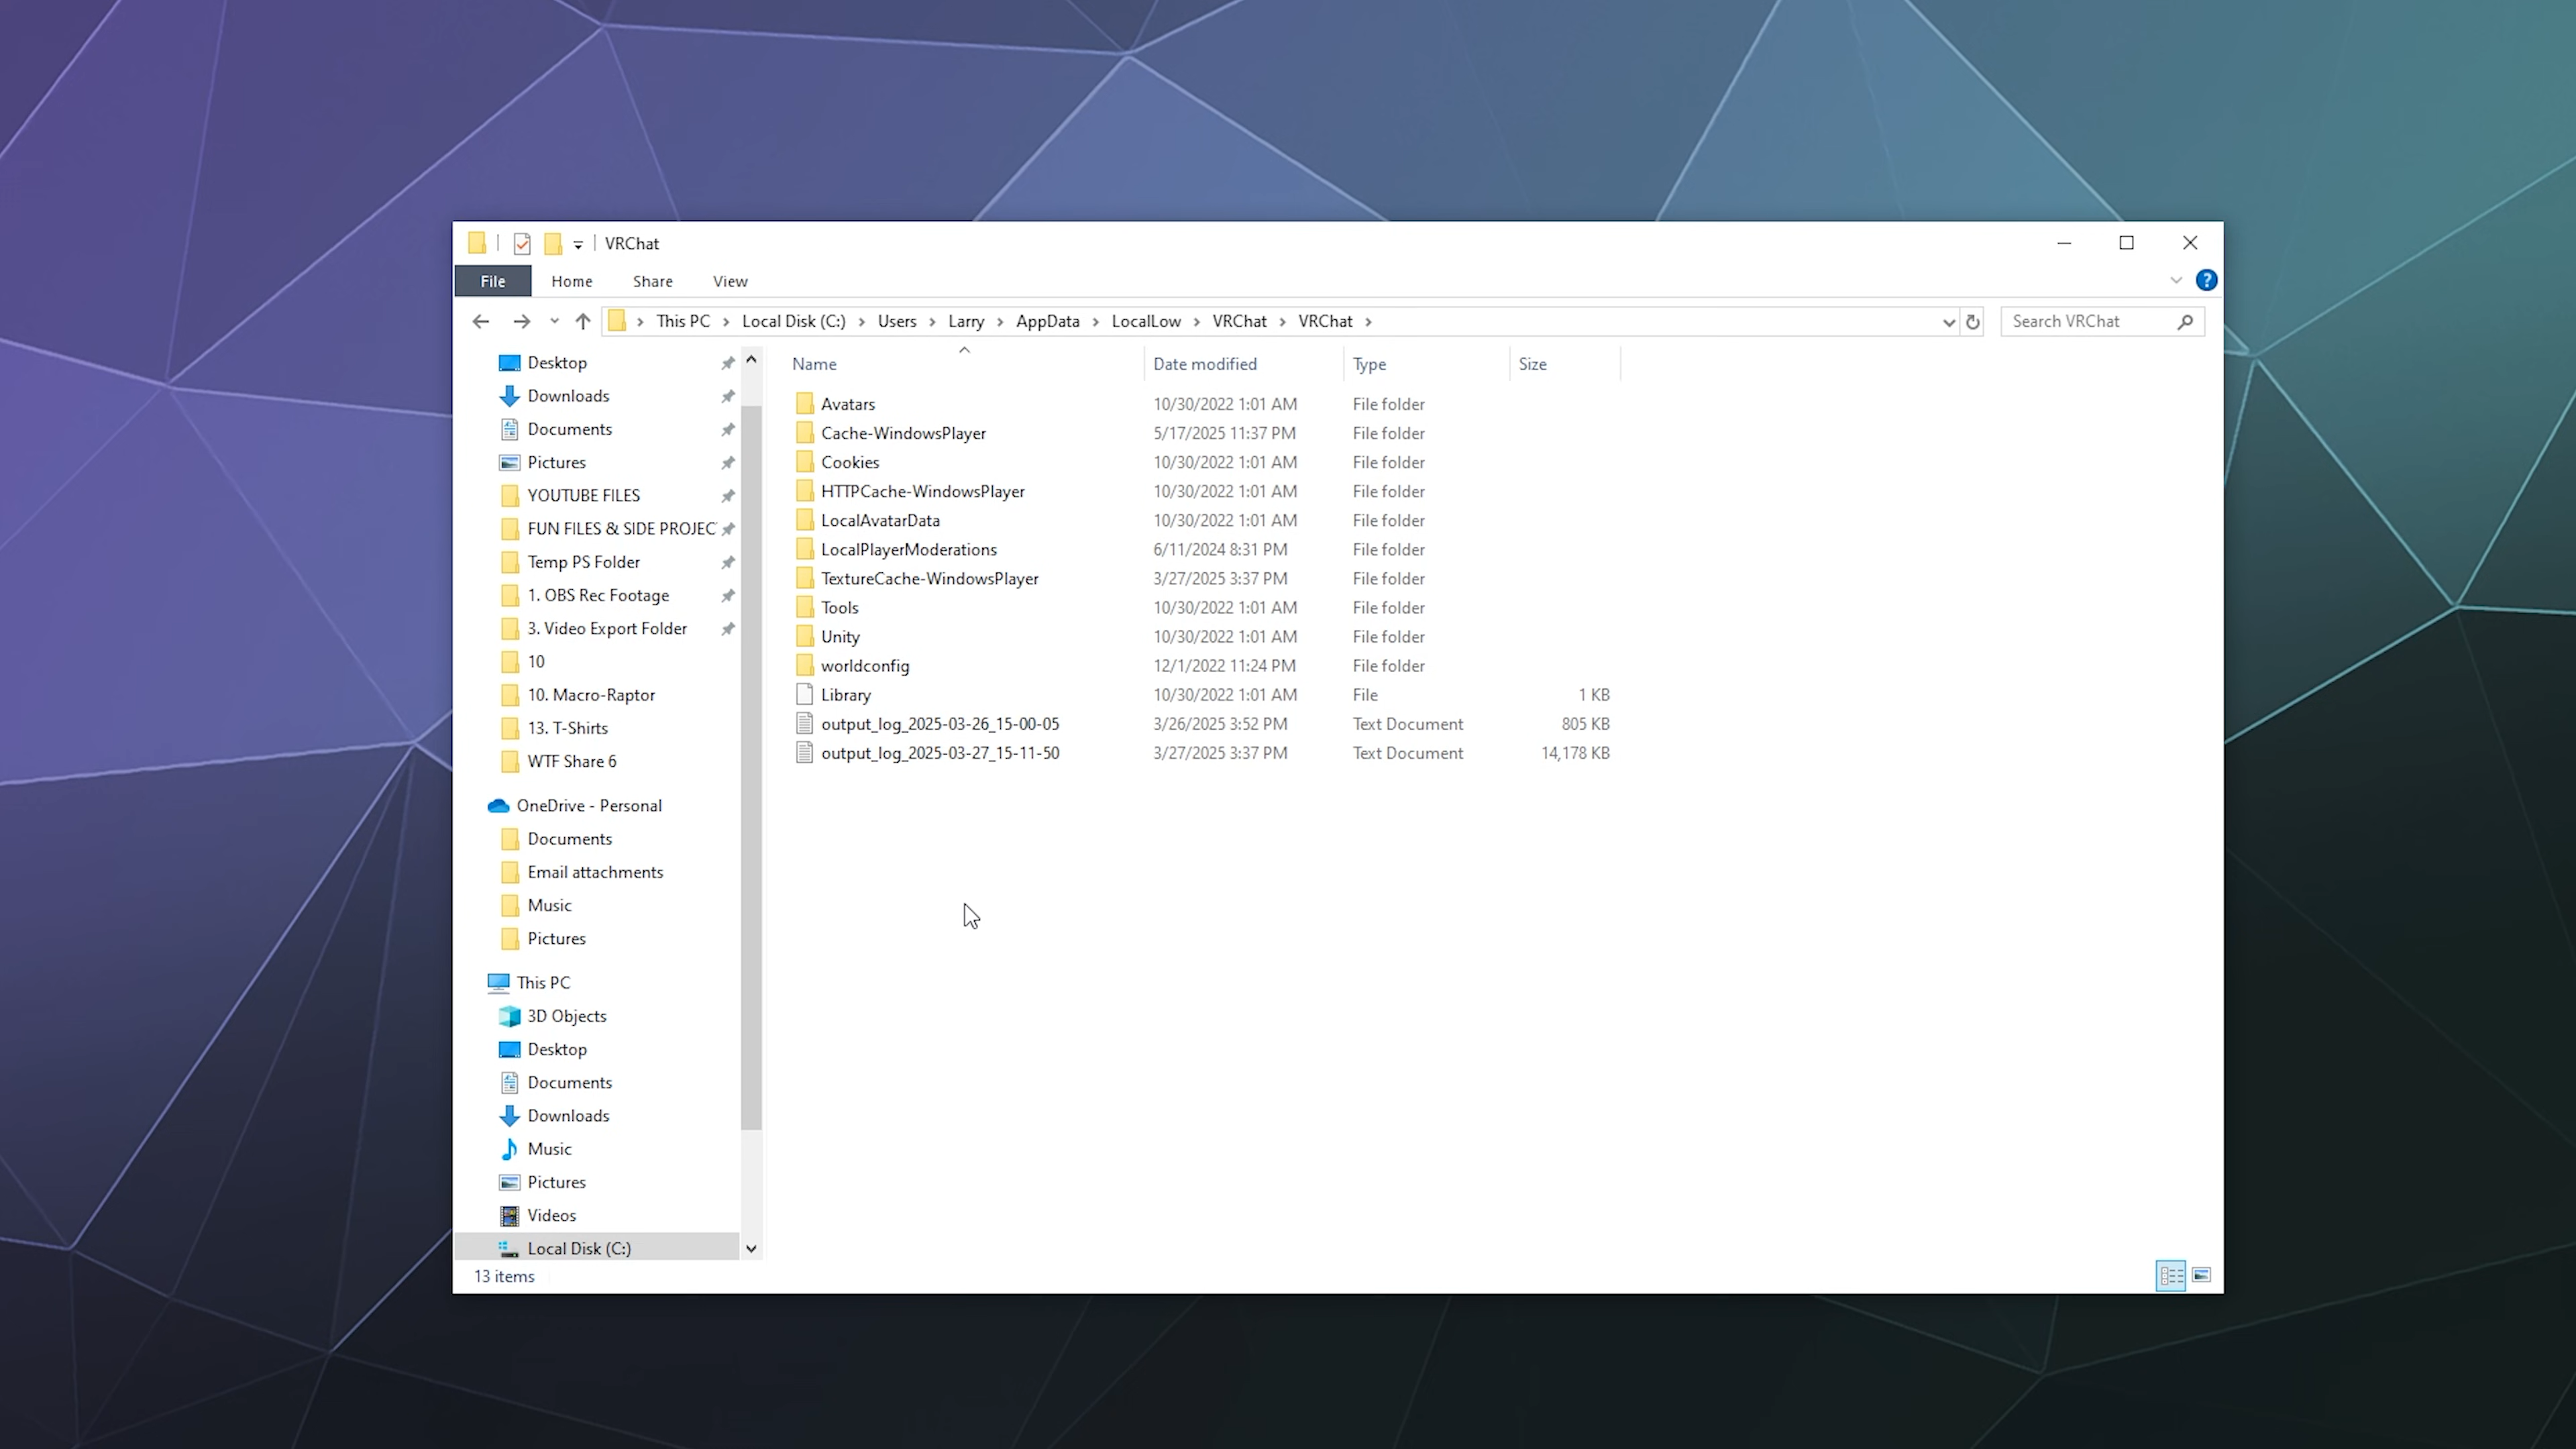 VRChat
File Home Share View
This PC Local Disk (C:) Users Larry AppData LocalLow VRChat VRChat
Search VRChat
Desktop
Downloads
Documents
Pictures
YOUTUBE FILES
FUN FILES & SIDE PROJEC
Temp PS Folder
1. OBS Rec Footage
3. Video Export Folder
10
10. Macro-Raptor
13. T-Shirts
WTF Share 6
OneDrive - Personal
Documents
Email attachments
Music
Pictures
This PC
3D Objects
Desktop
Documents
Downloads
Music
Pictures
Videos
Local Disk (C:)
Name Date modified Type Size
Avatars 10/30/2022 1:01 AM File folder
Cache-WindowsPlayer 5/17/2025 11:37 PM File folder
Cookies 10/30/2022 1:01 AM File folder
HTTPCache-WindowsPlayer 10/30/2022 1:01 AM File folder
LocalAvatarData 10/30/2022 1:01 AM File folder
LocalPlayerModerations 6/11/2024 8:31 PM File folder
TextureCache-WindowsPlayer 3/27/2025 3:37 PM File folder
Tools 10/30/2022 1:01 AM File folder
Unity 10/30/2022 1:01 AM File folder
worldconfig 12/1/2022 11:24 PM File folder
Library 10/30/2022 1:01 AM File 1 KB
output_log_2025-03-26_15-00-05 3/26/2025 3:52 PM Text Document 805 KB
output_log_2025-03-27_15-11-50 3/27/2025 3:37 PM Text Document 14,178 KB
13 items